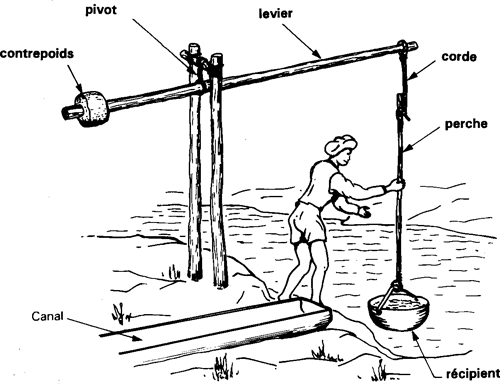 pivot
levier
contrepoids
corde
perche
Canal
récipient